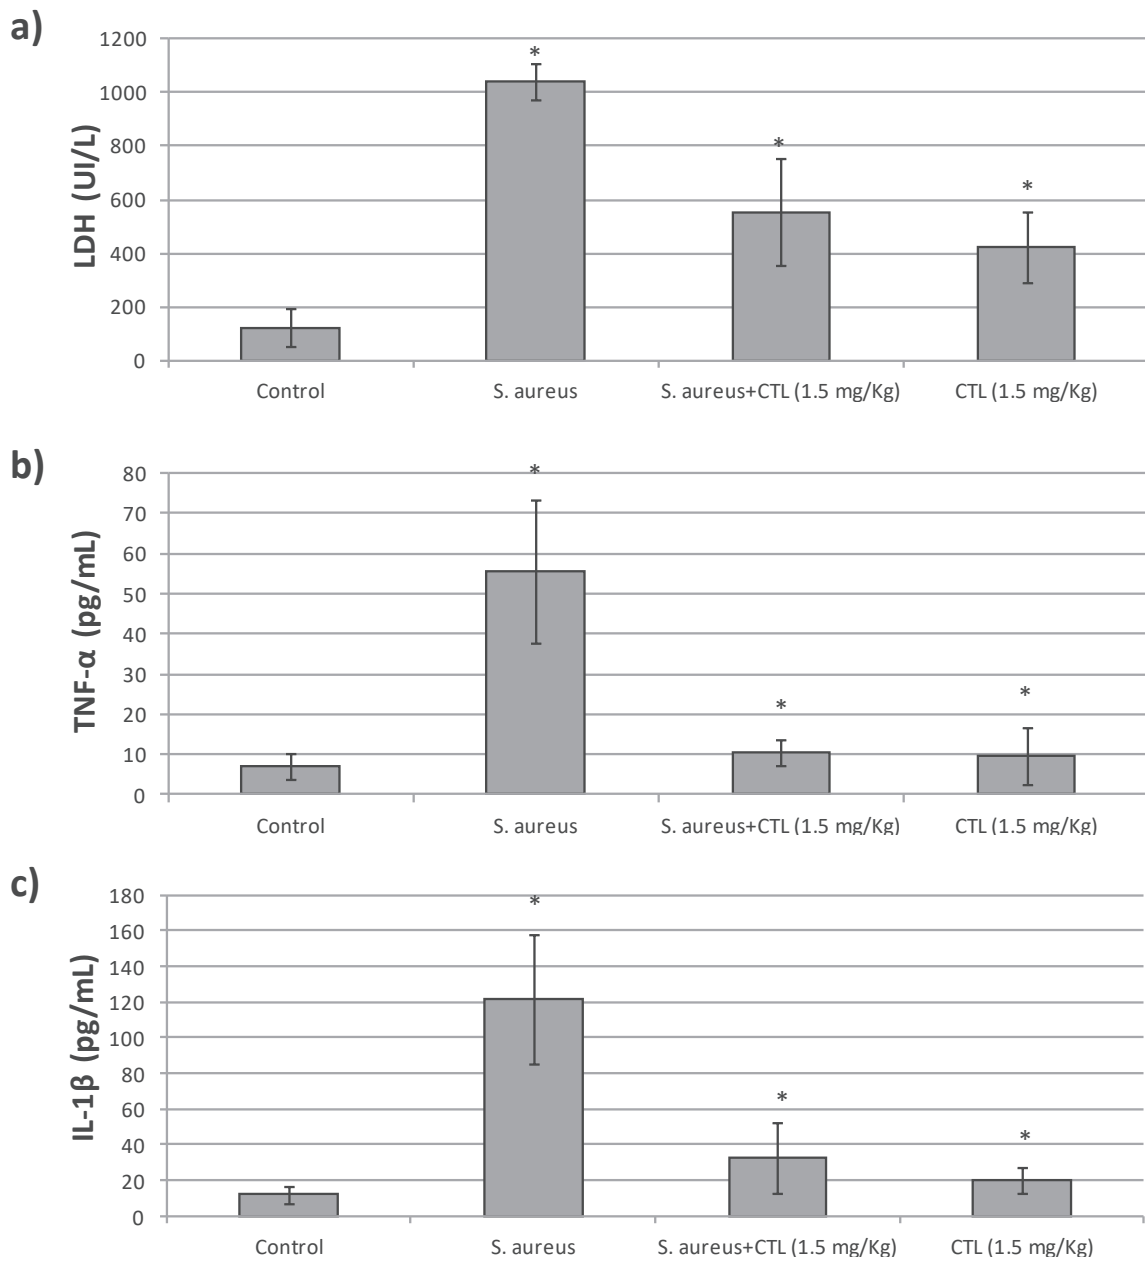 a)
LDH (UI/L)
1200
1000
800
600
400
200
0
*
*
*
Control
S. aureus
S. aureus+CTL (1.5 mg/Kg)
CTL (1.5 mg/Kg)
b)
TNF-α (pg/mL)
80
70
60
50
40
30
20
10
0
*
*
*
Control
S. aureus
S. aureus+CTL (1.5 mg/Kg)
CTL (1.5 mg/Kg)
c)
IL-1β (pg/mL)
180
160
140
120
100
80
60
40
20
0
*
*
*
Control
S. aureus
S. aureus+CTL (1.5 mg/Kg)
CTL (1.5 mg/Kg)